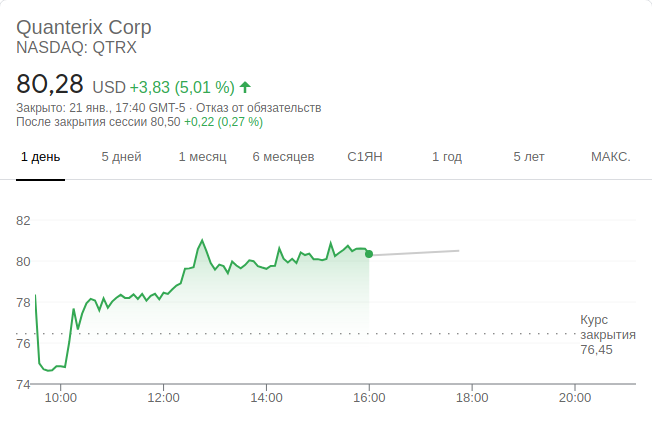 Quanterix Corp
NASDAQ: QTRX
80,28 USD +3,83 (5,01 %)
Закрыто: 21 янв., 17:40 GMT-5 · Отказ от обязательств
После закрытия сессии 80,50 +0,22 (0,27 %)
1 день 5 дней 1 месяц 6 месяцев С1ЯН 1 год 5 лет МАКС.
82
80
78
Курс
закрытия
76,45
76
74
10:00 12:00 14:00 16:00 18:00 20:00